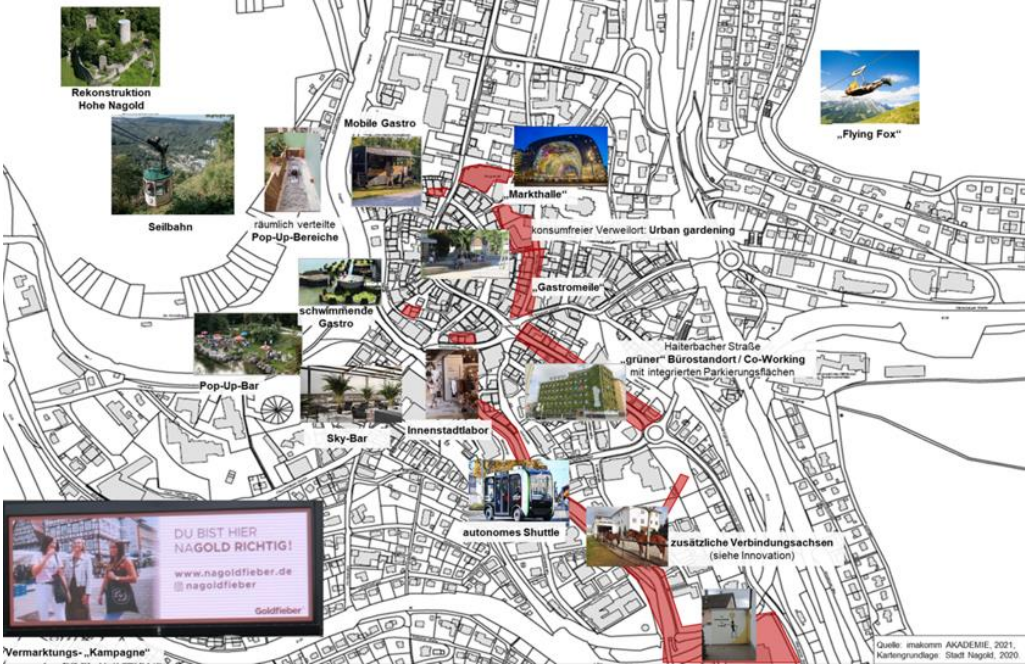 Rekonstruktion
Hohe Nagold
Seilbahn
räumlich verteilte
Pop-Up-Bereiche
Mobile Gastro
„Markthalle“
„Flying Fox“
konsumfreier Verweilort: Urban gardening
„Gastromeile“
schwimmende
Gastro
Haiterbacher Straße
„grüner“ Bürostandort / Co-Working
mit integrierten Parkierungsflächen
Pop-Up-Bar
Sky-Bar
Innenstadtlabor
autonomes Shuttle
zusätzliche Verbindungsachsen
(siehe Innovation)
DU BIST HIER
NAGOLD RICHTIG!
www.nagoldfieber.de
nagoldfieber
Goldfieber
Vermarktungs-„Kampagne“
Quelle: imakomm AKADEMIE, 2021,
Kartengrundlage: Stadt Nagold, 2020.